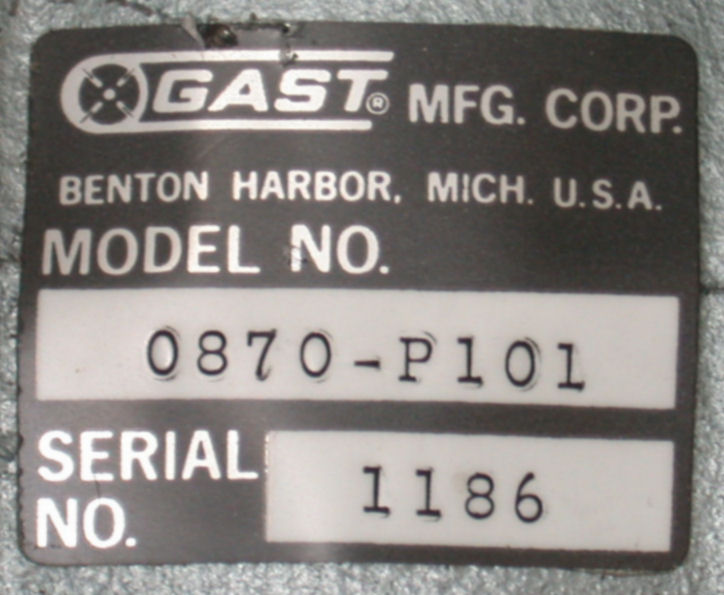 GAST® MFG. CORP.
BENTON HARBOR, MICH. U.S.A.
MODEL NO.
0870-P101
SERIAL NO.
1186